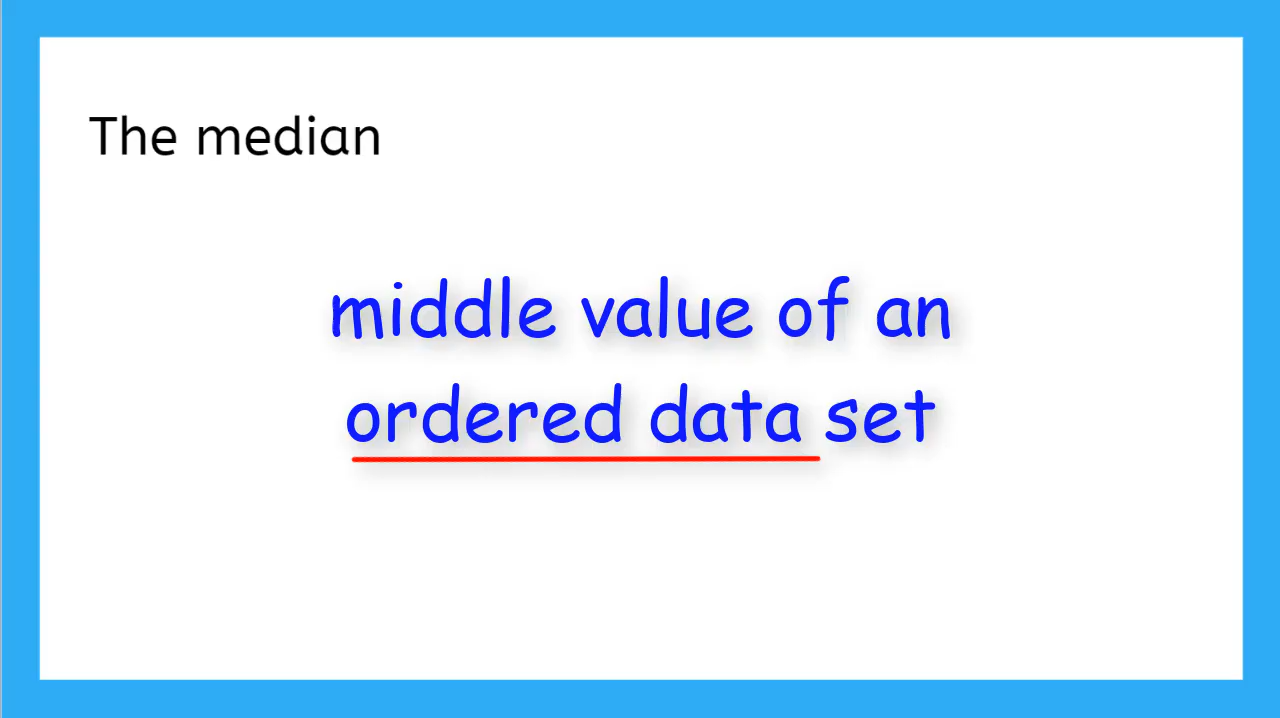 The median
middle value of an
ordered data set